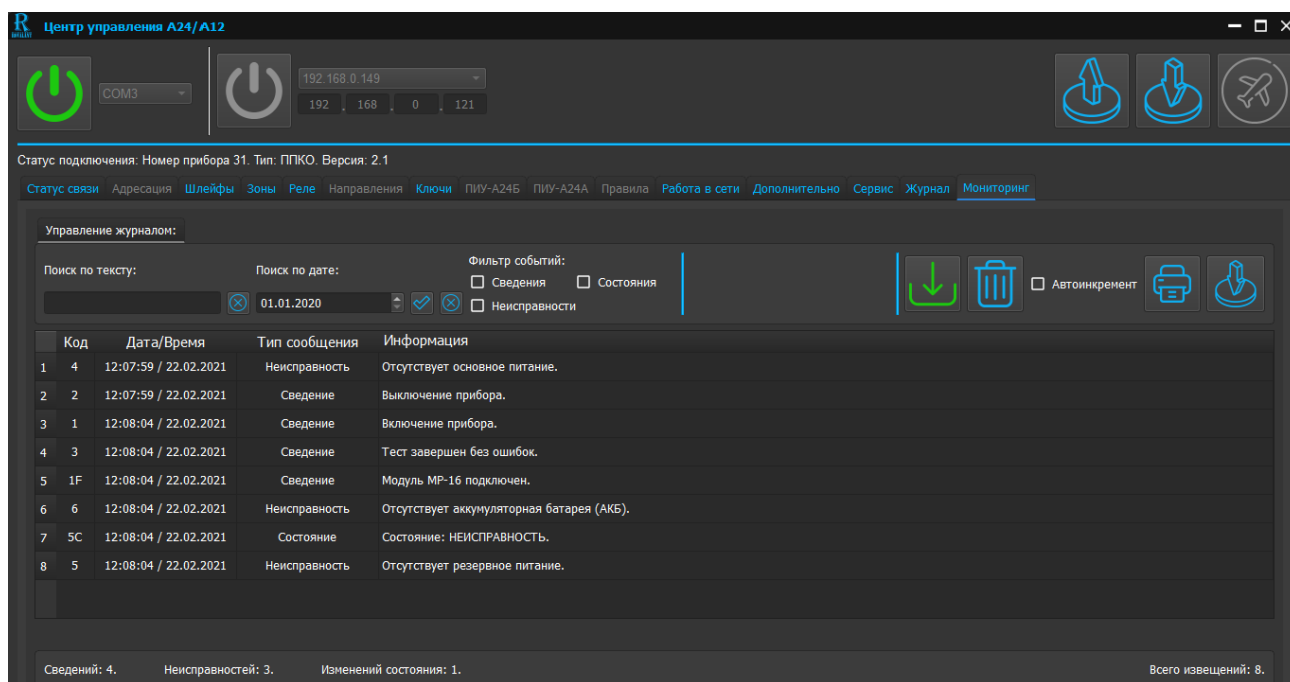 Центр управления A24/A12
COM3
192.168.0.149
192 . 168 . 0 . 121
Статус подключения: Номер прибора 31. Тип: ППКО. Версия: 2.1
Статус связи Адресация Шлейфы Зоны Реле Направления Ключи ПИУ-А24Б ПИУ-А24А Правила Работа в сети Дополнительно Сервис Журнал Мониторинг
Управление журналом:
Поиск по тексту: Поиск по дате: Фильтр событий:
01.01.2020
Сведения Состояния
Неисправности
Автоинкремент
Код Дата/Время Тип сообщения Информация
1 4 12:07:59 / 22.02.2021 Неисправность Отсутствует основное питание.
2 2 12:07:59 / 22.02.2021 Сведение Выключение прибора.
3 1 12:08:04 / 22.02.2021 Сведение Включение прибора.
4 3 12:08:04 / 22.02.2021 Сведение Тест завершен без ошибок.
5 1F 12:08:04 / 22.02.2021 Сведение Модуль МР-16 подключен.
6 6 12:08:04 / 22.02.2021 Неисправность Отсутствует аккумуляторная батарея (АКБ).
7 5C 12:08:04 / 22.02.2021 Состояние Состояние: НЕИСПРАВНОСТЬ.
8 5 12:08:04 / 22.02.2021 Неисправность Отсутствует резервное питание.
Сведений: 4. Неисправностей: 3. Изменений состояния: 1. Всего извещений: 8.